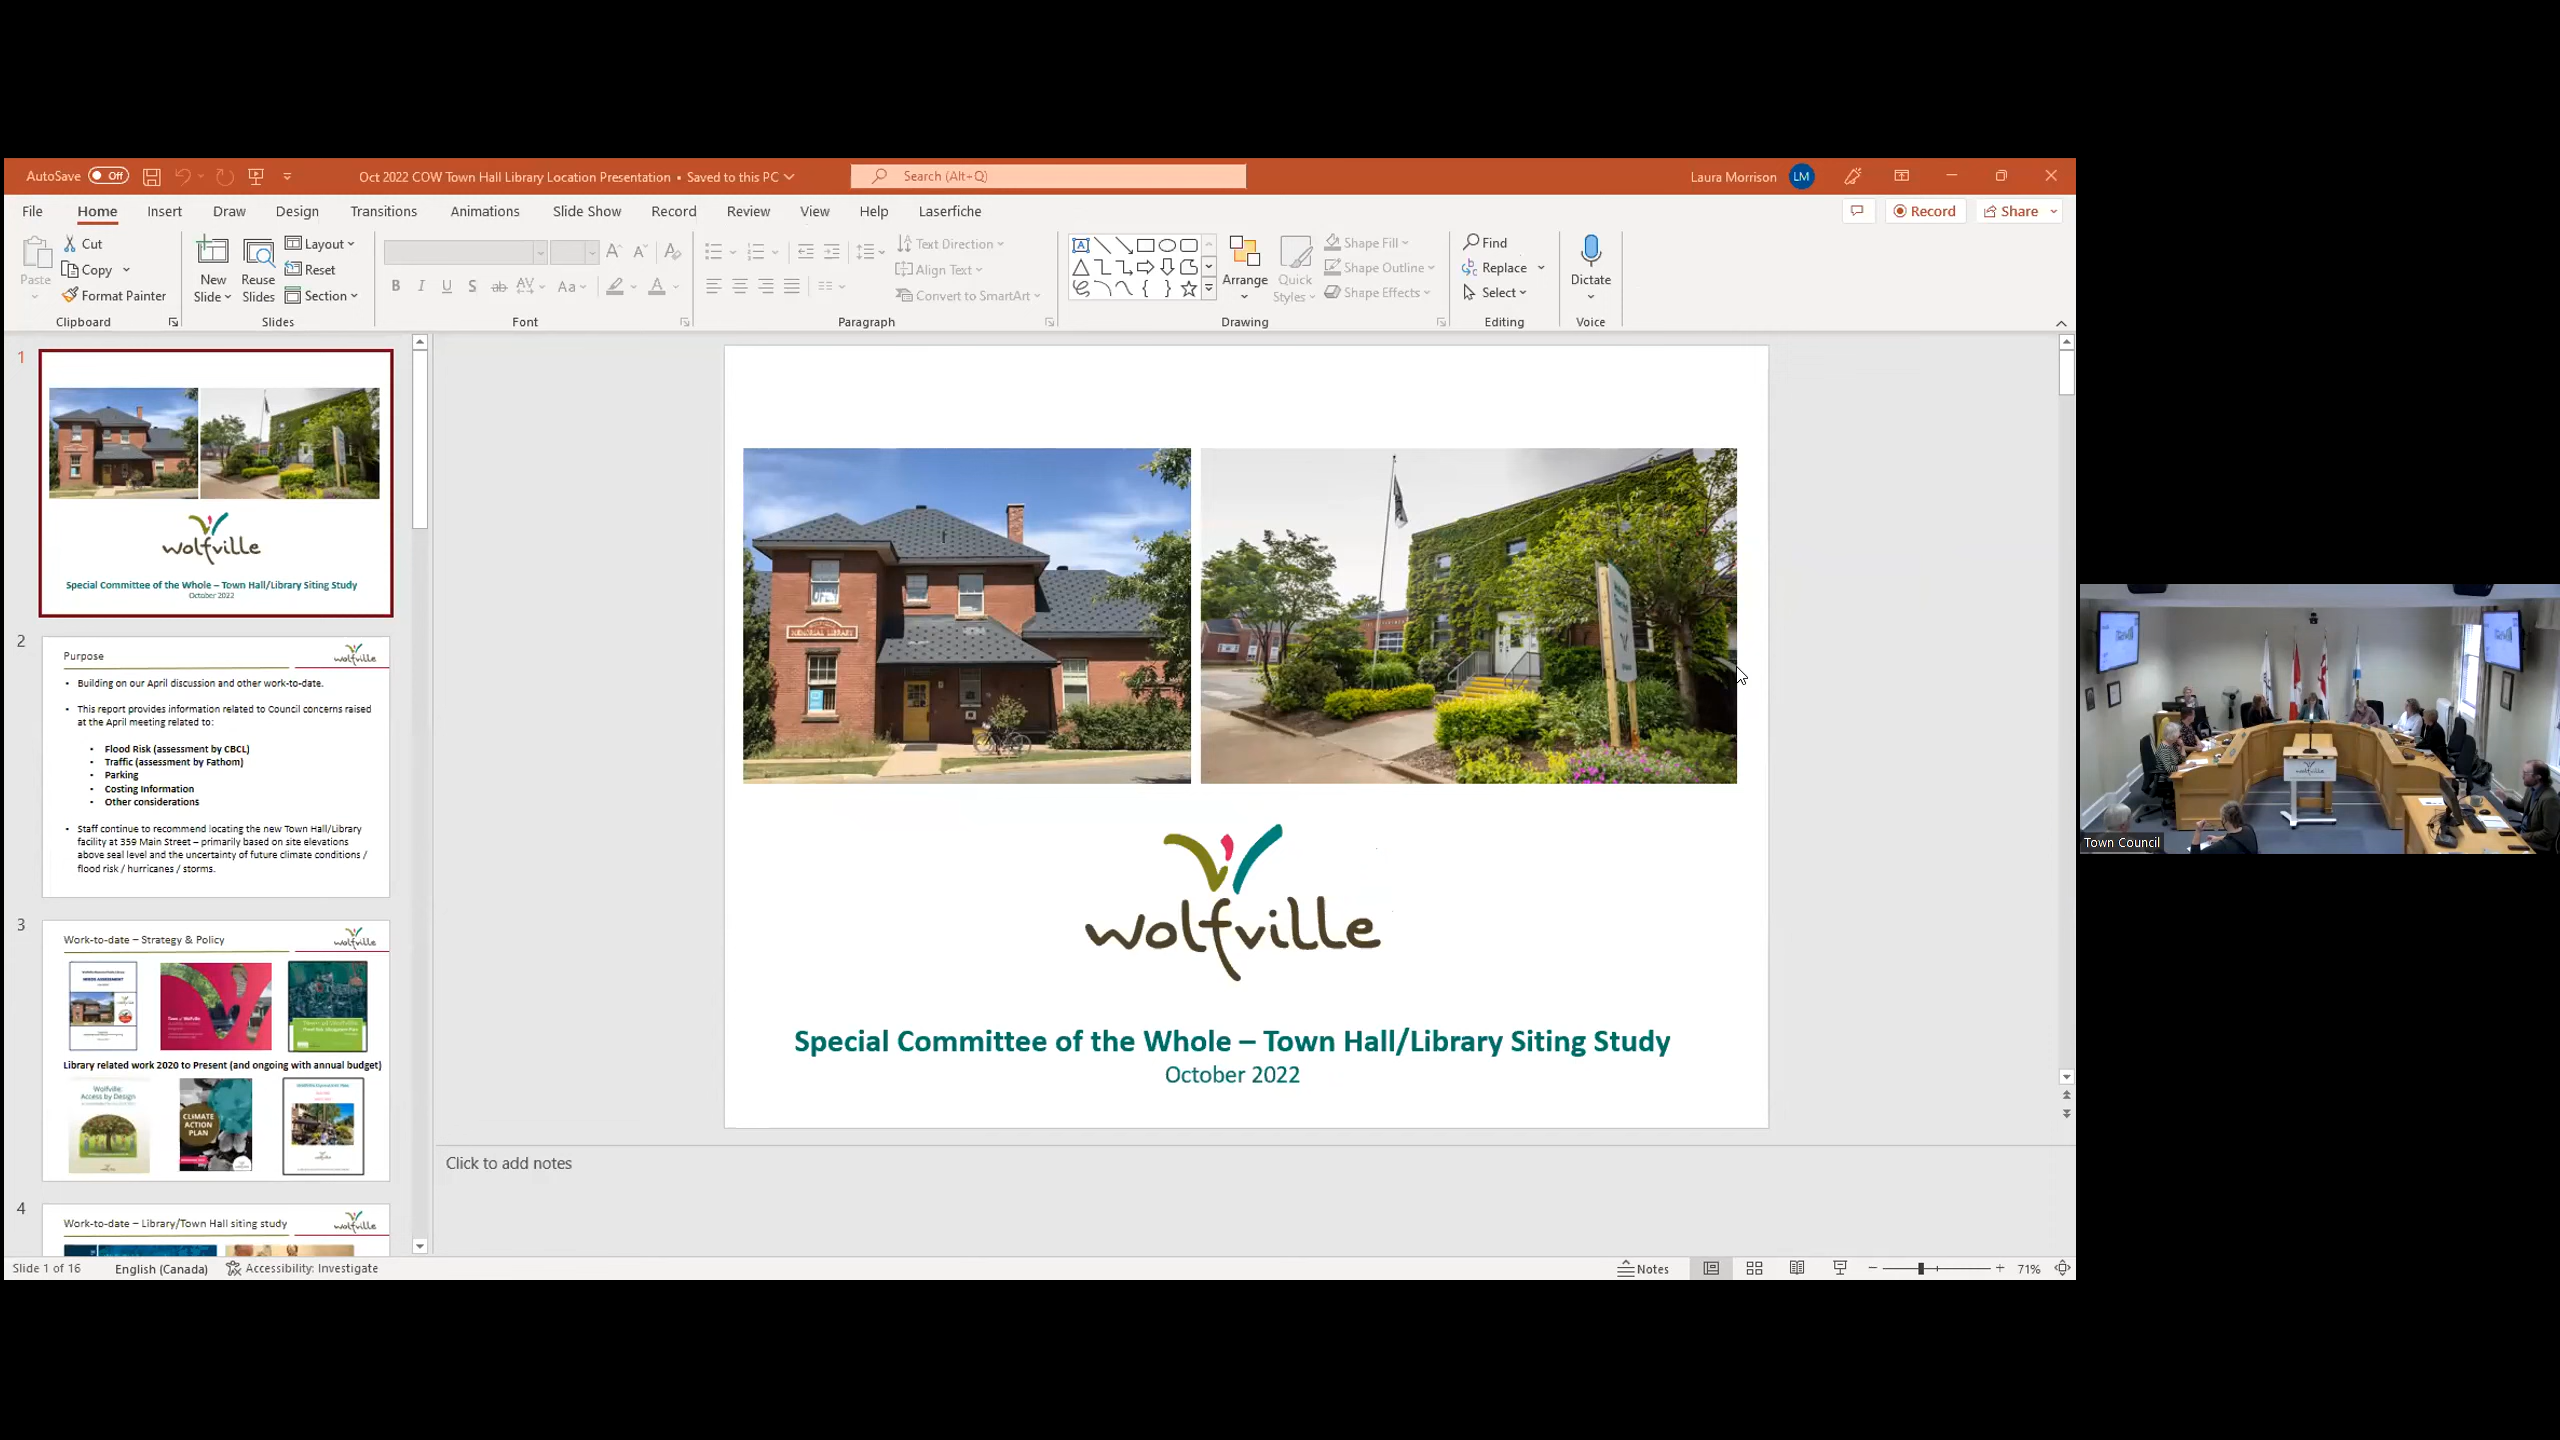 AutoSave Off
Oct 2022 COW Town Hall Library Location Presentation • Saved to this PC
Search (Alt+Q)
Laura Morrison LM
File Home Insert Draw Design Transitions Animations Slide Show Record Review View Help Laserfiche
Record Share
Paste
Cut
Copy
Format Painter
Clipboard
New Slide
Reuse Slides
Layout
Reset
Section
Slides
B I U S ab AV Aa A
Font
Text Direction
Align Text
Convert to SmartArt
Paragraph
Arrange
Quick Styles
Shape Fill
Shape Outline
Shape Effects
Drawing
Find
Replace
Select
Editing
Dictate
Voice
1
wolfville
Special Committee of the Whole – Town Hall/Library Siting Study
October 2022
2
Purpose
wolfville
• Building on our April discussion and other work-to-date.
• This report provides information related to Council concerns raised
at the April meeting related to:
• Flood Risk (assessment by CBCL)
• Traffic (assessment by Fathom)
• Parking
• Costing Information
• Other considerations
• Staff continue to recommend locating the new Town Hall/Library
facility at 359 Main Street – primarily based on site elevations
above seal level and the uncertainty of future climate conditions /
flood risk / hurricanes / storms.
3
Work-to-date – Strategy & Policy
wolfville
NEEDS ASSESSMENT
Library related work 2020 to Present (and ongoing with annual budget)
Wolfville:
Access by Design
CLIMATE
ACTION
PLAN
4
Work-to-date – Library/Town Hall siting study
wolfville
MEMORIAL LIBRARY
wolfville
Special Committee of the Whole – Town Hall/Library Siting Study
October 2022
Click to add notes
Slide 1 of 16
English (Canada)
Accessibility: Investigate
Notes
71%
Town Council